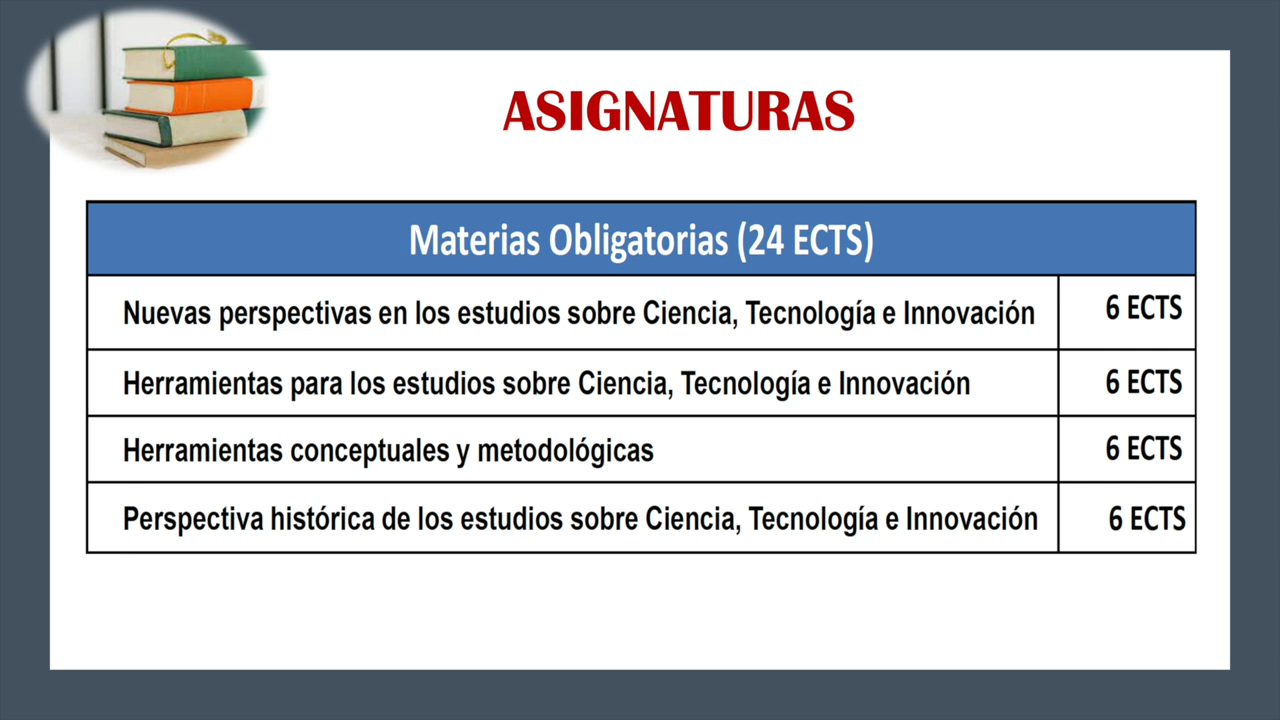 ASIGNATURAS
Materias Obligatorias (24 ECTS)
Nuevas perspectivas en los estudios sobre Ciencia, Tecnología e Innovación 6 ECTS
Herramientas para los estudios sobre Ciencia, Tecnología e Innovación 6 ECTS
Herramientas conceptuales y metodológicas 6 ECTS
Perspectiva histórica de los estudios sobre Ciencia, Tecnología e Innovación 6 ECTS